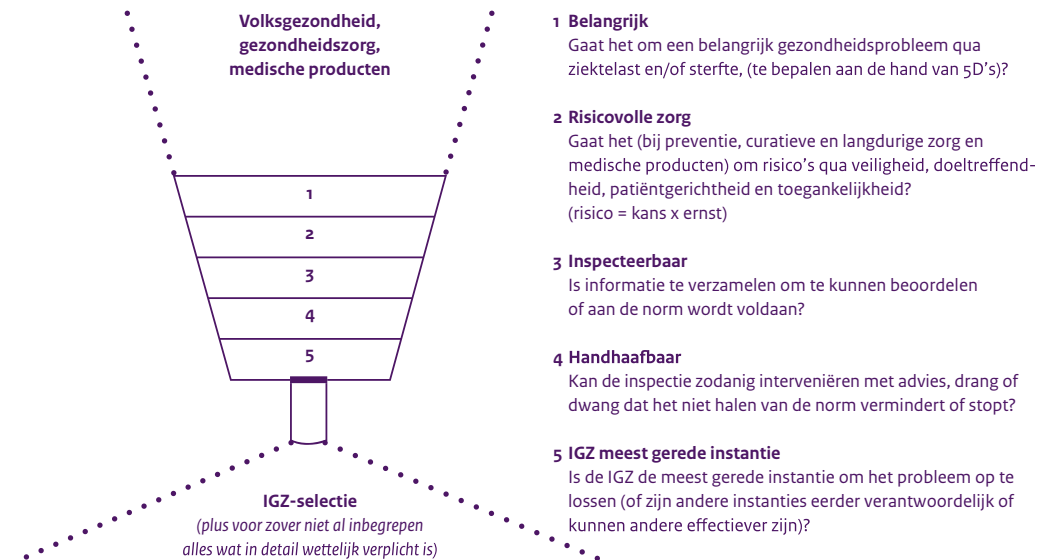 Volksgezondheid,
gezondheidszorg,
medische producten
1
2
3
4
5
IGZ-selectie
(plus voor zover niet al inbegrepen
alles wat in detail wettelijk verplicht is)
1 Belangrijk
Gaat het om een belangrijk gezondheidsprobleem qua
ziektelast en/of sterfte, (te bepalen aan de hand van 5D's)?
2 Risicovolle zorg
Gaat het (bij preventie, curatieve en langdurige zorg en
medische producten) om risico's qua veiligheid, doeltreffend-
heid, patiëntgerichtheid en toegankelijkheid?
(risico = kans x ernst)
3 Inspecteerbaar
Is informatie te verzamelen om te kunnen beoordelen
of aan de norm wordt voldaan?
4 Handhaafbaar
Kan de inspectie zodanig interveniëren met advies, drang of
dwang dat het niet halen van de norm vermindert of stopt?
5 IGZ meest gerede instantie
Is de IGZ de meest gerede instantie om het probleem op te
lossen (of zijn andere instanties eerder verantwoordelijk of
kunnen andere effectiever zijn)?